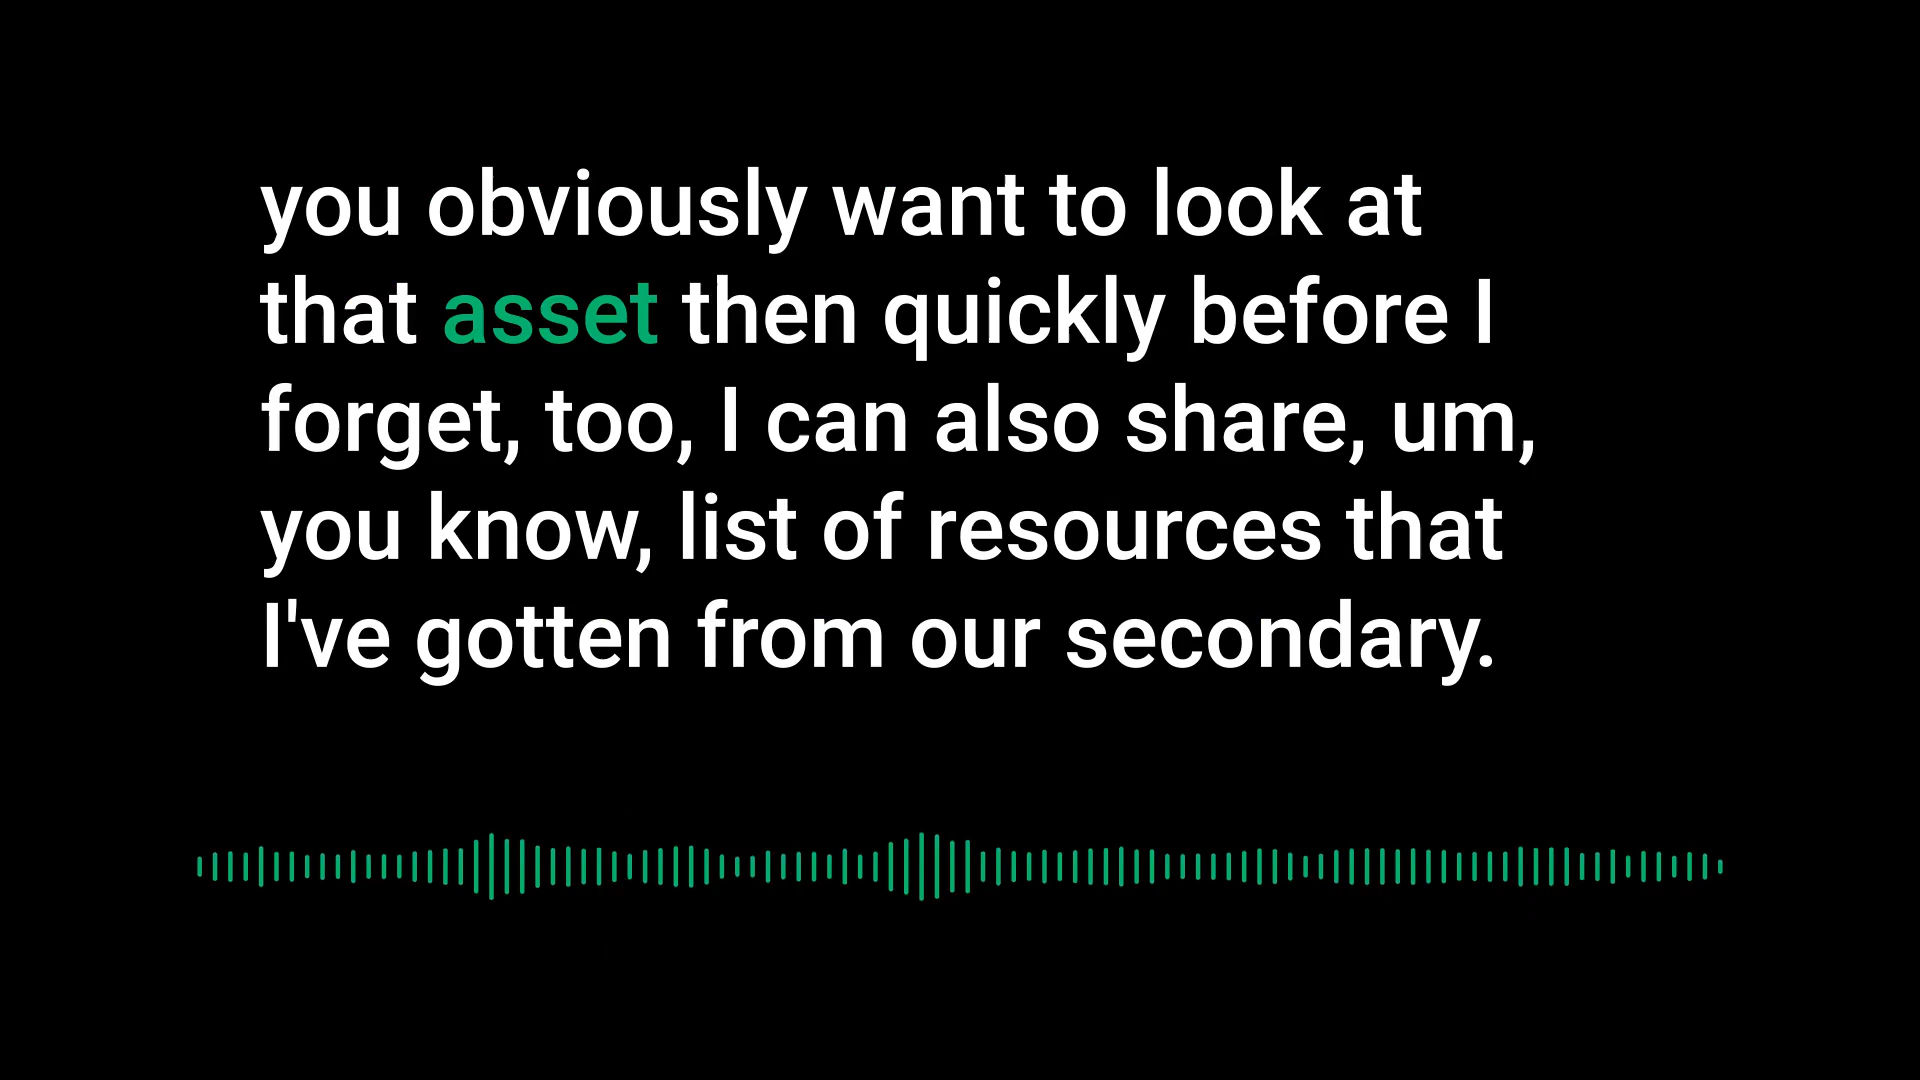 you obviously want to look at
that asset then quickly before I
forget, too, I can also share, um,
you know, list of resources that
I've gotten from our secondary.